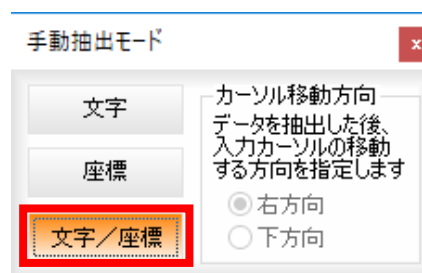 手動抽出モード
x
文字
座標
文字／座標
カーソル移動方向
データを抽出した後、
入力カーソルの移動
する方向を指定します
右方向
下方向